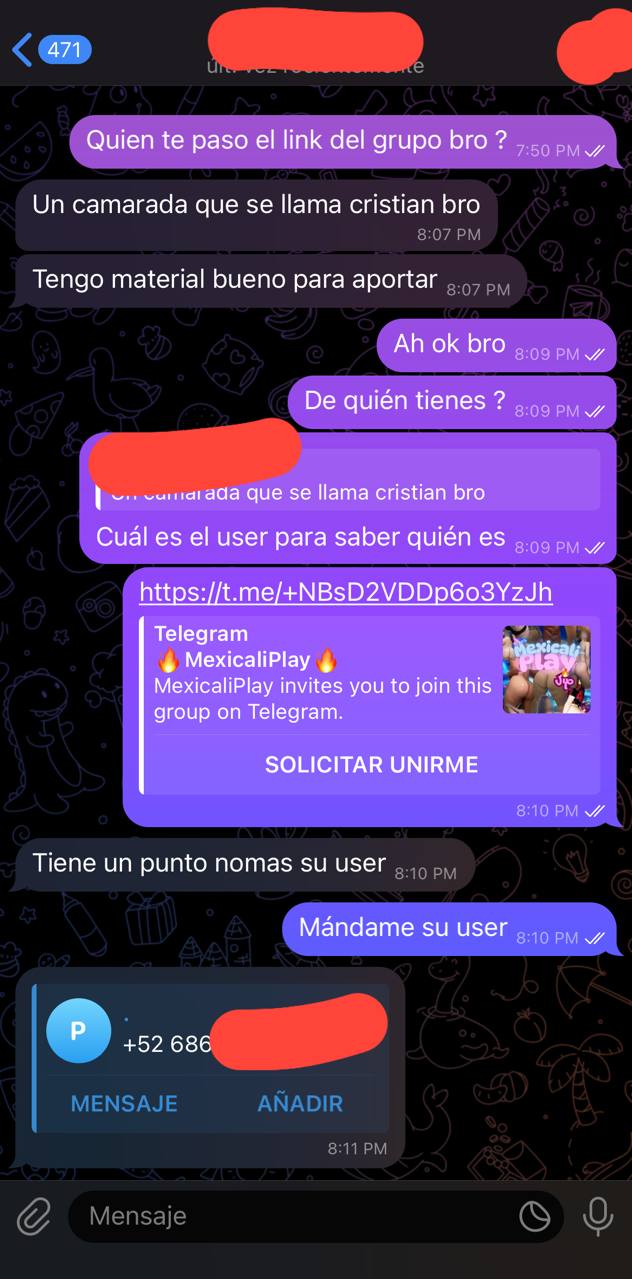 471
últ. vez recientemente
Quien te paso el link del grupo bro ? 7:50 PM
Un camarada que se llama cristian bro
8:07 PM
Tengo material bueno para aportar 8:07 PM
Ah ok bro 8:09 PM
De quién tienes ? 8:09 PM
Un camarada que se llama cristian bro
Cuál es el user para saber quién es 8:09 PM
https://t.me/+NBsD2VDDp6o3YzJh
Telegram
🔥MexicaliPlay🔥
MexicaliPlay invites you to join this
group on Telegram.
Mexicali
PLAY
SOLICITAR UNIRME
8:10 PM
Tiene un punto nomas su user 8:10 PM
Mándame su user 8:10 PM
P
.
+52 686
MENSAJE AÑADIR
8:11 PM
Mensaje